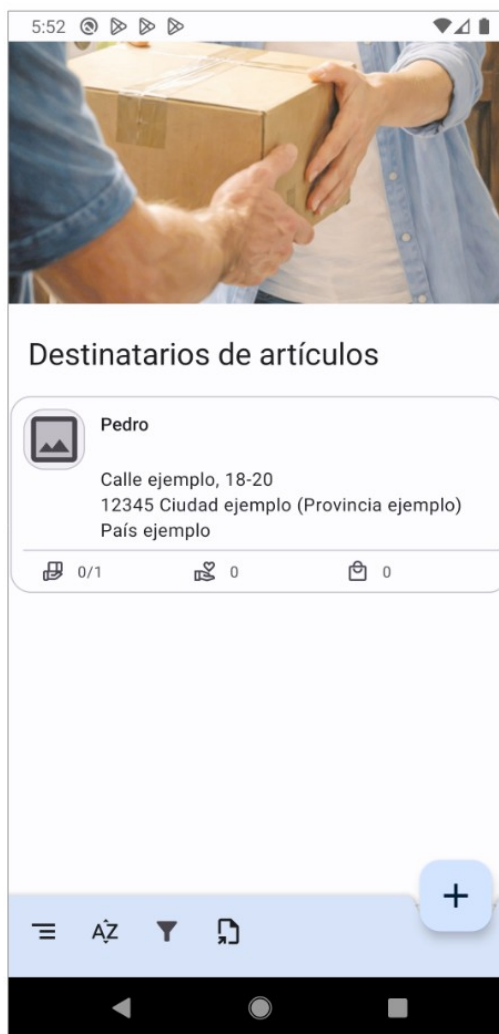 5:52
Destinatarios de artículos
Pedro
Calle ejemplo, 18-20
12345 Ciudad ejemplo (Provincia ejemplo)
País ejemplo
0/1 0 0
AZ